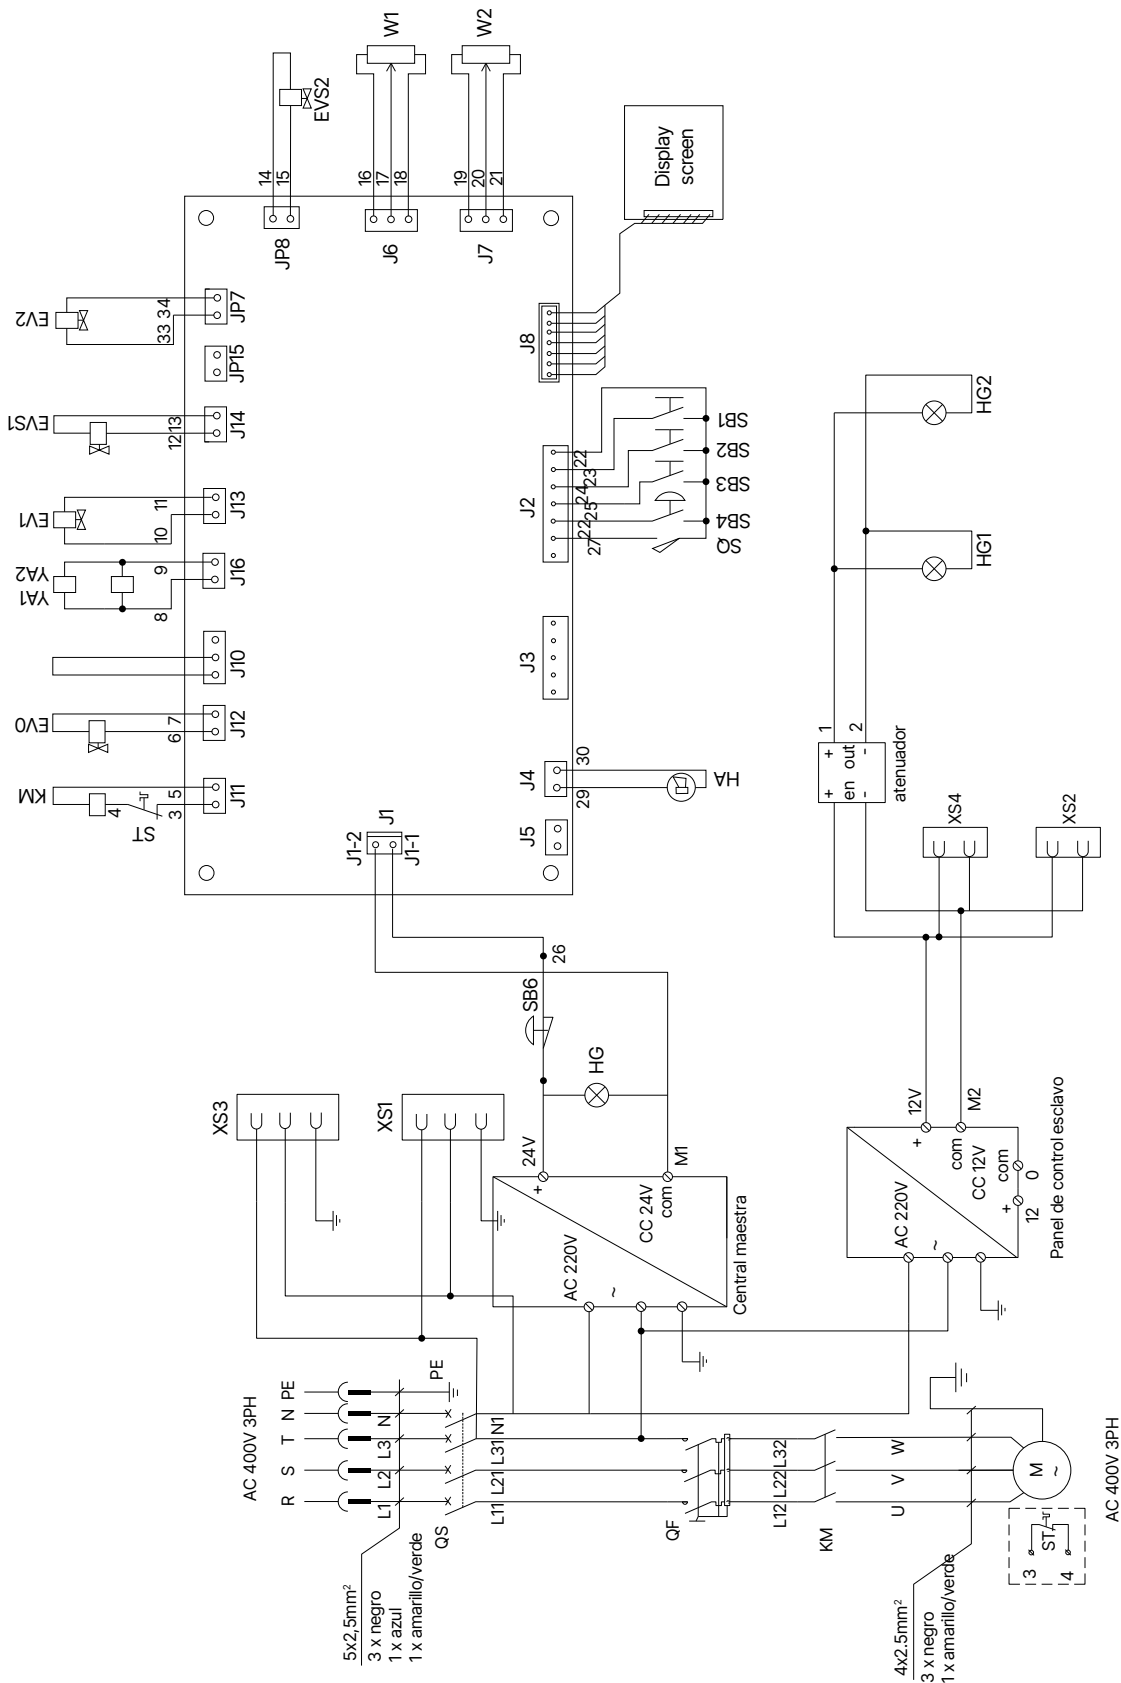 AC 400V 3PH
R
S
T
N
PE
5x2,5mm²
3 x negro
1 x azul
1 x amarillo/verde
L1
L2
L3
N
PE
QS
L11
L21
L31
N1
QF
L12
L22
L32
KM
U
V
W
4x2.5mm²
3 x negro
1 x amarillo/verde
M
~
3
4
ST
AC 400V 3PH
XS3
XS1
AC 220V
~
CC 24V
com
+
24V
M1
Central maestra
HG
SB6
26
AC 220V
~
CC 12V
com
+
12V
M2
com
+
0
12
Panel de control esclavo
XS4
XS2
+
-
en
out
+
-
1
2
atenuador
HG1
HG2
J1-2
J1-1
J1
KM
ST
4
3
5
J11
EV0
6
7
J12
J10
YA1
YA2
8
9
J16
EV1
10
11
J13
EVS1
12
13
J14
JP15
EV2
33
34
JP7
JP8
14
15
EVS2
J6
16
17
18
W1
J7
19
20
21
W2
J5
J4
29
30
HA
J3
J2
27
22
25
24
23
22
SQ
SB4
SB3
SB2
SB1
J8
Display
screen